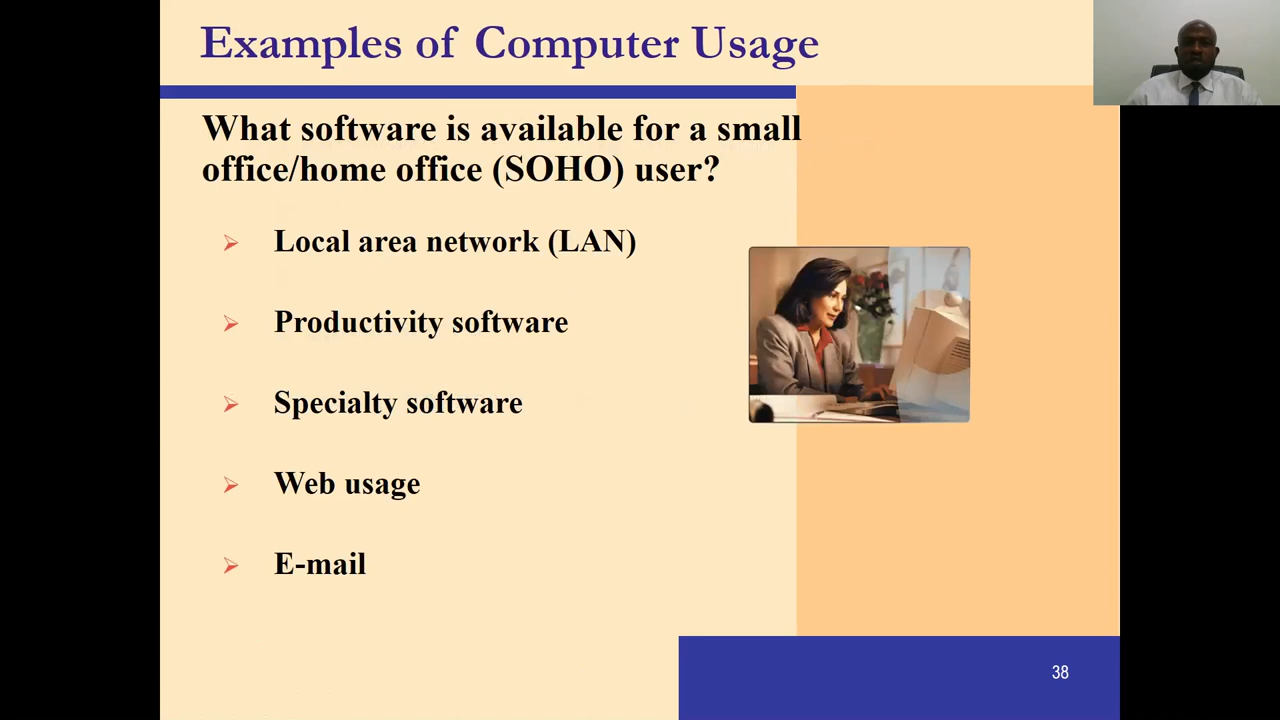 Examples of Computer Usage
What software is available for a small
office/home office (SOHO) user?
Local area network (LAN)
Productivity software
Specialty software
Web usage
E-mail
38